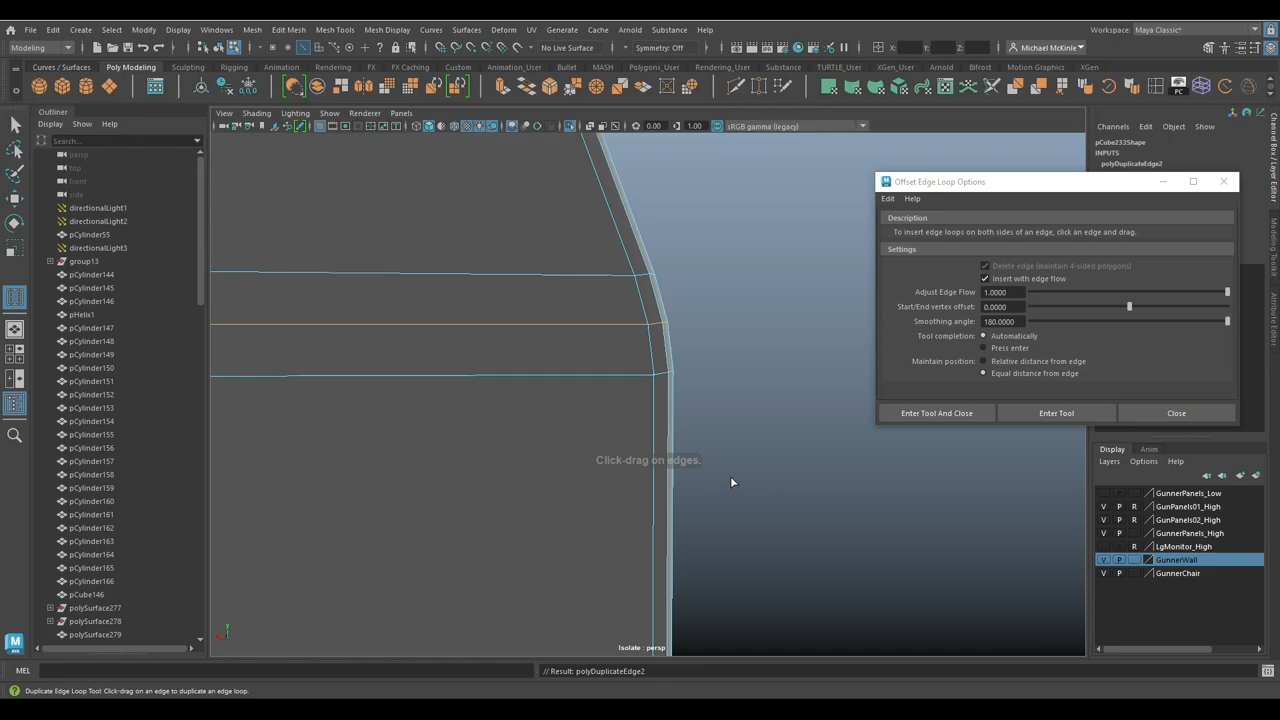 File Edit Create Select Modify Display Windows Mesh Edit Mesh Mesh Tools Mesh Display Curves Surfaces Deform UV Generate Cache Arnold Substance Help
Workspace: Maya Classic*
Modeling
No Live Surface
Symmetry: Off
X:
Y:
Z:
Michael McKinle
Curves / Surfaces Poly Modeling Sculpting Rigging Animation Rendering FX FX Caching Custom Animation_User Bullet MASH Polygons_User Rendering_User Substance TURTLE_User XGen_User Arnold Bifrost Motion Graphics XGen
PC
Outliner
Display Show Help
Search...
persp
top
front
side
directionalLight1
directionalLight2
pCylinder55
directionalLight3
group13
pCylinder144
pCylinder145
pCylinder146
pHelix1
pCylinder147
pCylinder148
pCylinder149
pCylinder150
pCylinder151
pCylinder152
pCylinder153
pCylinder154
pCylinder155
pCylinder156
pCylinder157
pCylinder158
pCylinder159
pCylinder160
pCylinder161
pCylinder162
pCylinder163
pCylinder164
pCylinder165
pCylinder166
pCube146
polySurface277
polySurface278
polySurface279
View Shading Lighting Show Renderer Panels
0.00 1.00 sRGB gamma (legacy)
Click-drag on edges.
Isolate : persp
Channels Edit Object Show
pCube233Shape
INPUTS
polyDuplicateEdge2
Channel Box / Layer Editor
Modeling Toolkit
Attribute Editor
Offset Edge Loop Options
Edit Help
Description
To insert edge loops on both sides of an edge, click an edge and drag.
Settings
Delete edge (maintain 4-sided polygons)
Insert with edge flow
Adjust Edge Flow 1.0000
Start/End vertex offset: 0.0000
Smoothing angle: 180.0000
Tool completion: Automatically
Press enter
Maintain position: Relative distance from edge
Equal distance from edge
Enter Tool And Close Enter Tool Close
Display Anim
Layers Options Help
GunnerPanels_Low
V P R GunPanels01_High
V P R GunPanels02_High
V P GunnerPanels_High
R LgMonitor_High
V P GunnerWall
V P GunnerChair
MEL
// Result: polyDuplicateEdge2
Duplicate Edge Loop Tool: Click-drag on an edge to duplicate an edge loop.